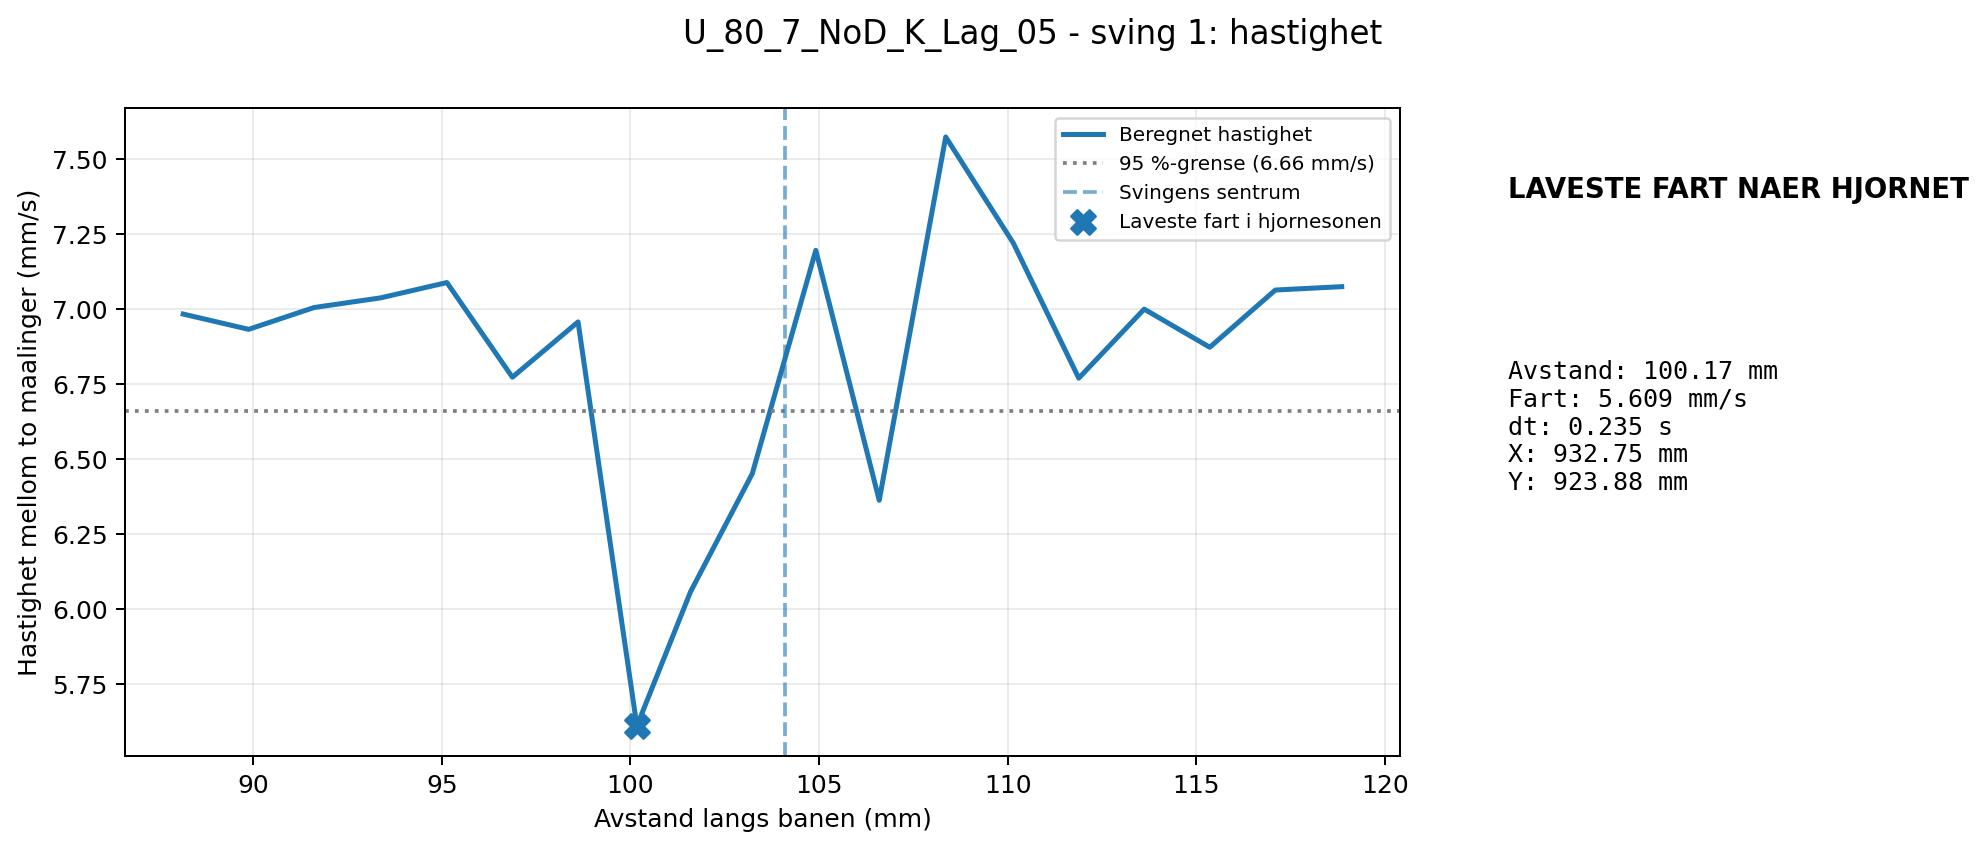 U_80_7_NoD_K_Lag_05 - sving 1: hastighet
Hastighet mellom to maalinger (mm/s)
7.50
7.25
7.00
6.75
6.50
6.25
6.00
5.75
Beregnet hastighet
95 %-grense (6.66 mm/s)
Svingens sentrum
Laveste fart i hjornesonen
90
95
100
105
110
115
120
Avstand langs banen (mm)
LAVESTE FART NAER HJORNET
Avstand: 100.17 mm
Fart: 5.609 mm/s
dt: 0.235 s
X: 932.75 mm
Y: 923.88 mm